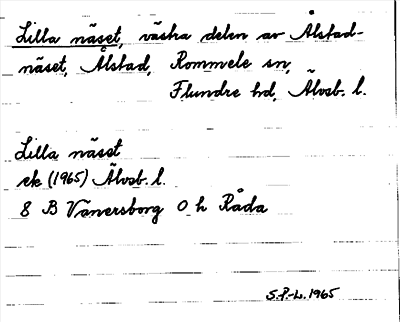 Lilla näset, västra delen av Ålstad-
näset, Ålstad, Rommele sn,
Flundre hd, Älvsb. l.
Lilla näset
ek (1965) Älvsb. l.
8 B Vänersborg O h Råda
S.P.-L. 1965